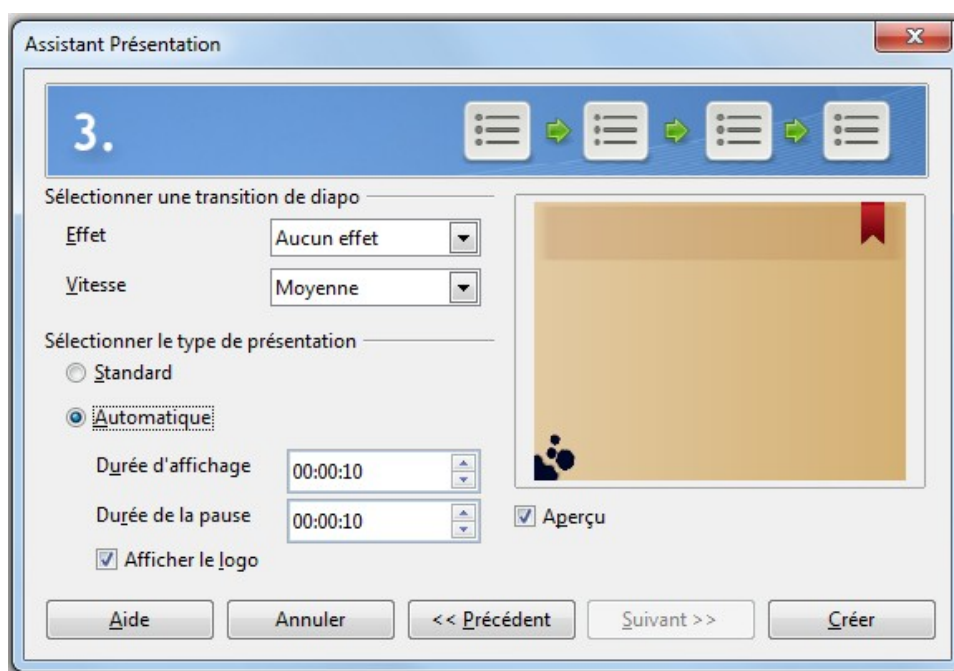 Assistant Présentation
3.
Sélectionner une transition de diapo
Effet
Aucun effet
Vitesse
Moyenne
Sélectionner le type de présentation
Standard
Automatique
Durée d'affichage
00:00:10
Durée de la pause
00:00:10
Aperçu
Afficher le logo
Aide
Annuler
<< Précédent
Suivant >>
Créer